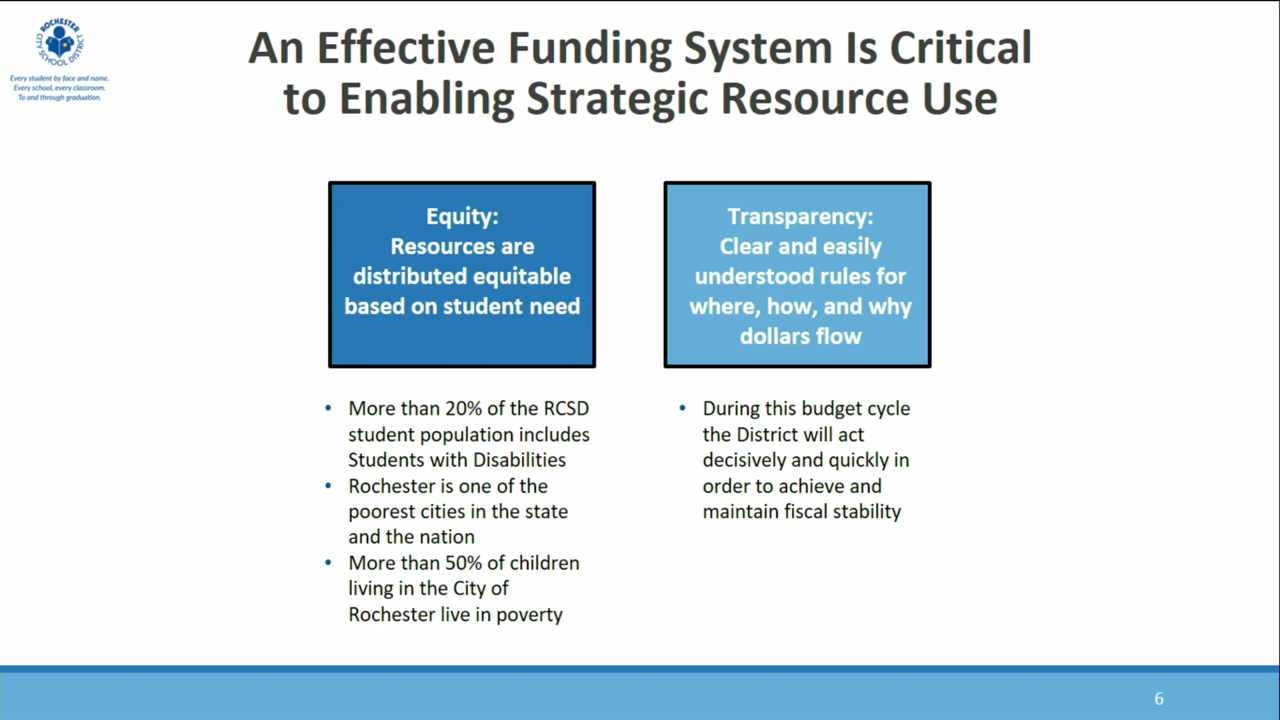 ROCHESTER
CITY SCHOOL DISTRICT
Every student by face and name.
Every school, every classroom.
To and through graduation.
An Effective Funding System Is Critical
to Enabling Strategic Resource Use
Equity:
Resources are
distributed equitable
based on student need
• More than 20% of the RCSD
student population includes
Students with Disabilities
• Rochester is one of the
poorest cities in the state
and the nation
• More than 50% of children
living in the City of
Rochester live in poverty
Transparency:
Clear and easily
understood rules for
where, how, and why
dollars flow
• During this budget cycle
the District will act
decisively and quickly in
order to achieve and
maintain fiscal stability
6